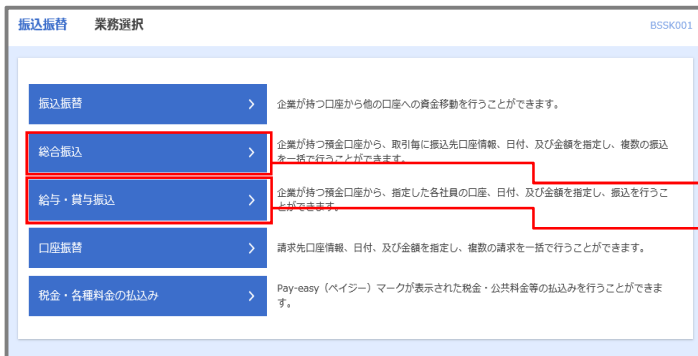 振込振替 業務選択 BSSK001
振込振替 企業が持つ口座から他の口座への資金移動を行うことができます。
総合振込 企業が持つ預金口座から、取引毎に振込先口座情報、日付、及び金額を指定し、複数の振込
を一括で行うことができます。
給与・賞与振込 企業が持つ預金口座から、指定した各社員の口座、日付、及び金額を指定し、振込を行うこ
とができます。
口座振替 請求先口座情報、日付、及び金額を指定し、複数の請求を一括で行うことができます。
税金・各種料金の払込み Pay-easy（ペイジー）マークが表示された税金・公共料金等の払込みを行うことができま
す。